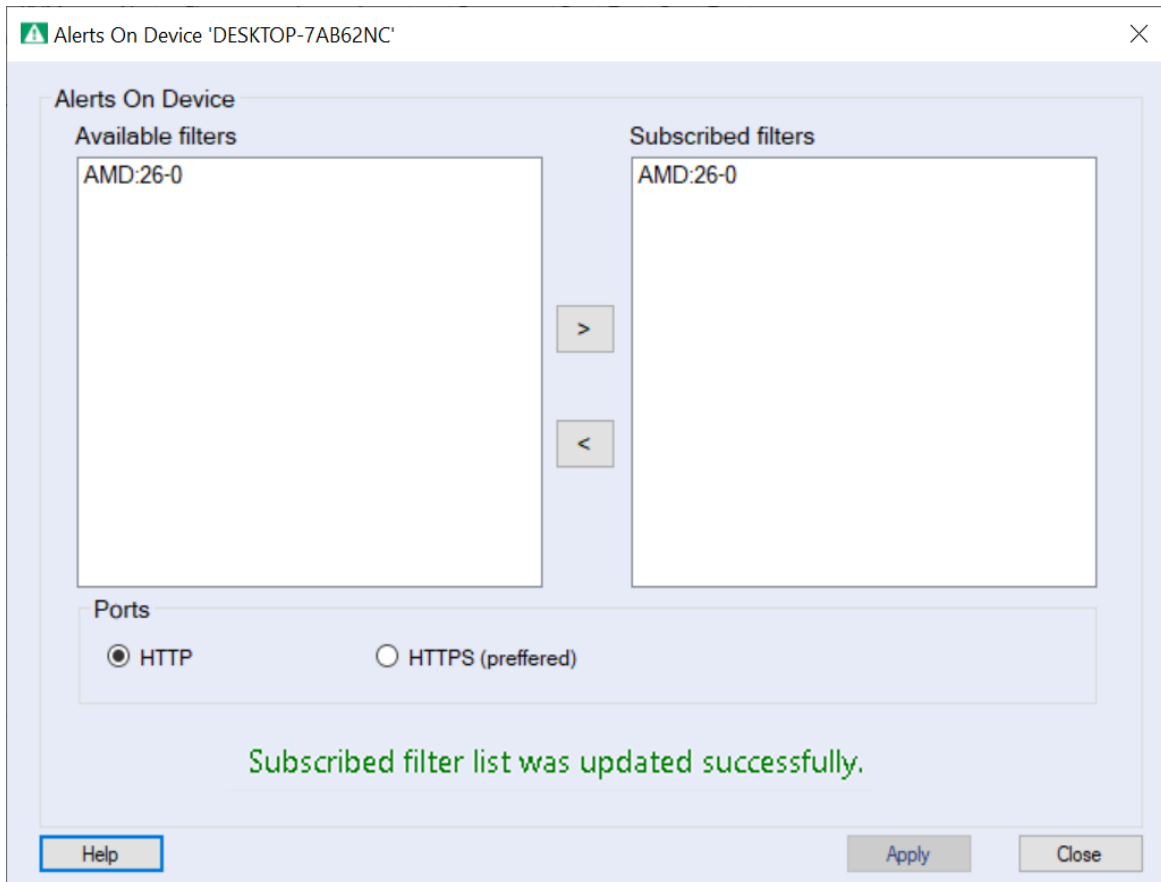 Alerts On Device 'DESKTOP-7AB62NC'
Alerts On Device
Available filters
Subscribed filters
AMD:26-0
AMD:26-0
>
<
Ports
HTTP
HTTPS (preffered)
Subscribed filter list was updated successfully.
Help
Apply
Close